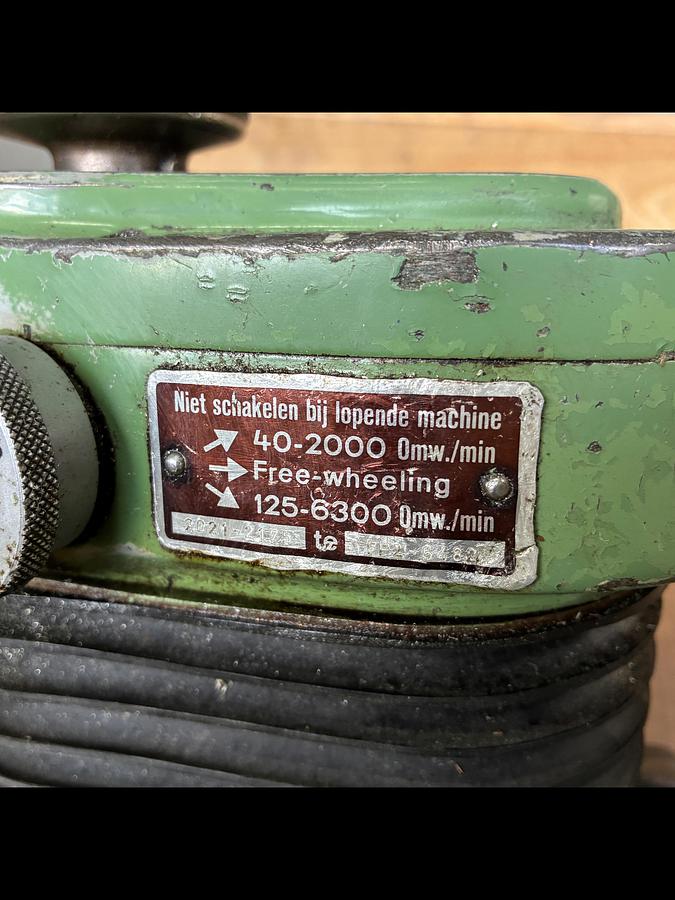 Niet schakelen bij lopende machine
40-2000 Omw./min
Free-wheeling
125-6300 Omw./min
te